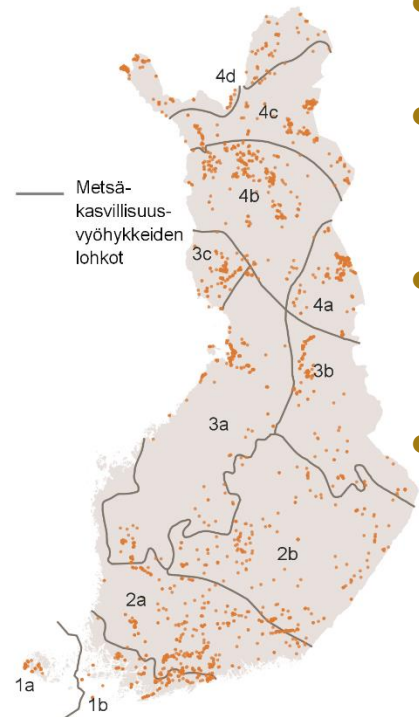 4d
4c
Metsä-
kasvillisuus-
vyöhykkeiden
lohkot
4b
3c
4a
3b
3a
2b
2a
1a
1b